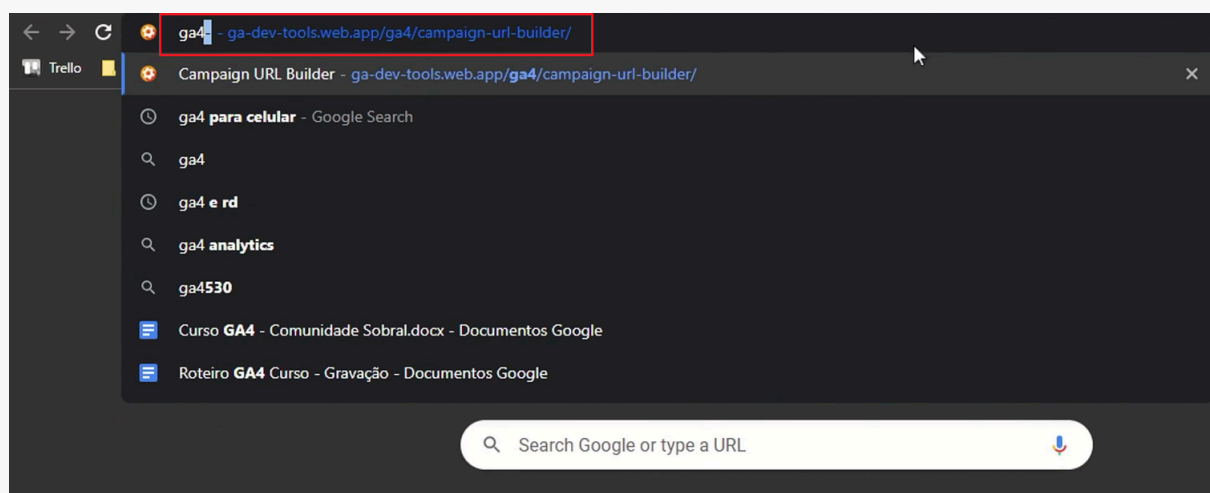 ga4- - ga-dev-tools.web.app/ga4/campaign-url-builder/
Trello
Campaign URL Builder - ga-dev-tools.web.app/ga4/campaign-url-builder/
ga4 para celular - Google Search
ga4
ga4 e rd
ga4 analytics
ga4530
Curso GA4 - Comunidade Sobral.docx - Documentos Google
Roteiro GA4 Curso - Gravação - Documentos Google
Search Google or type a URL